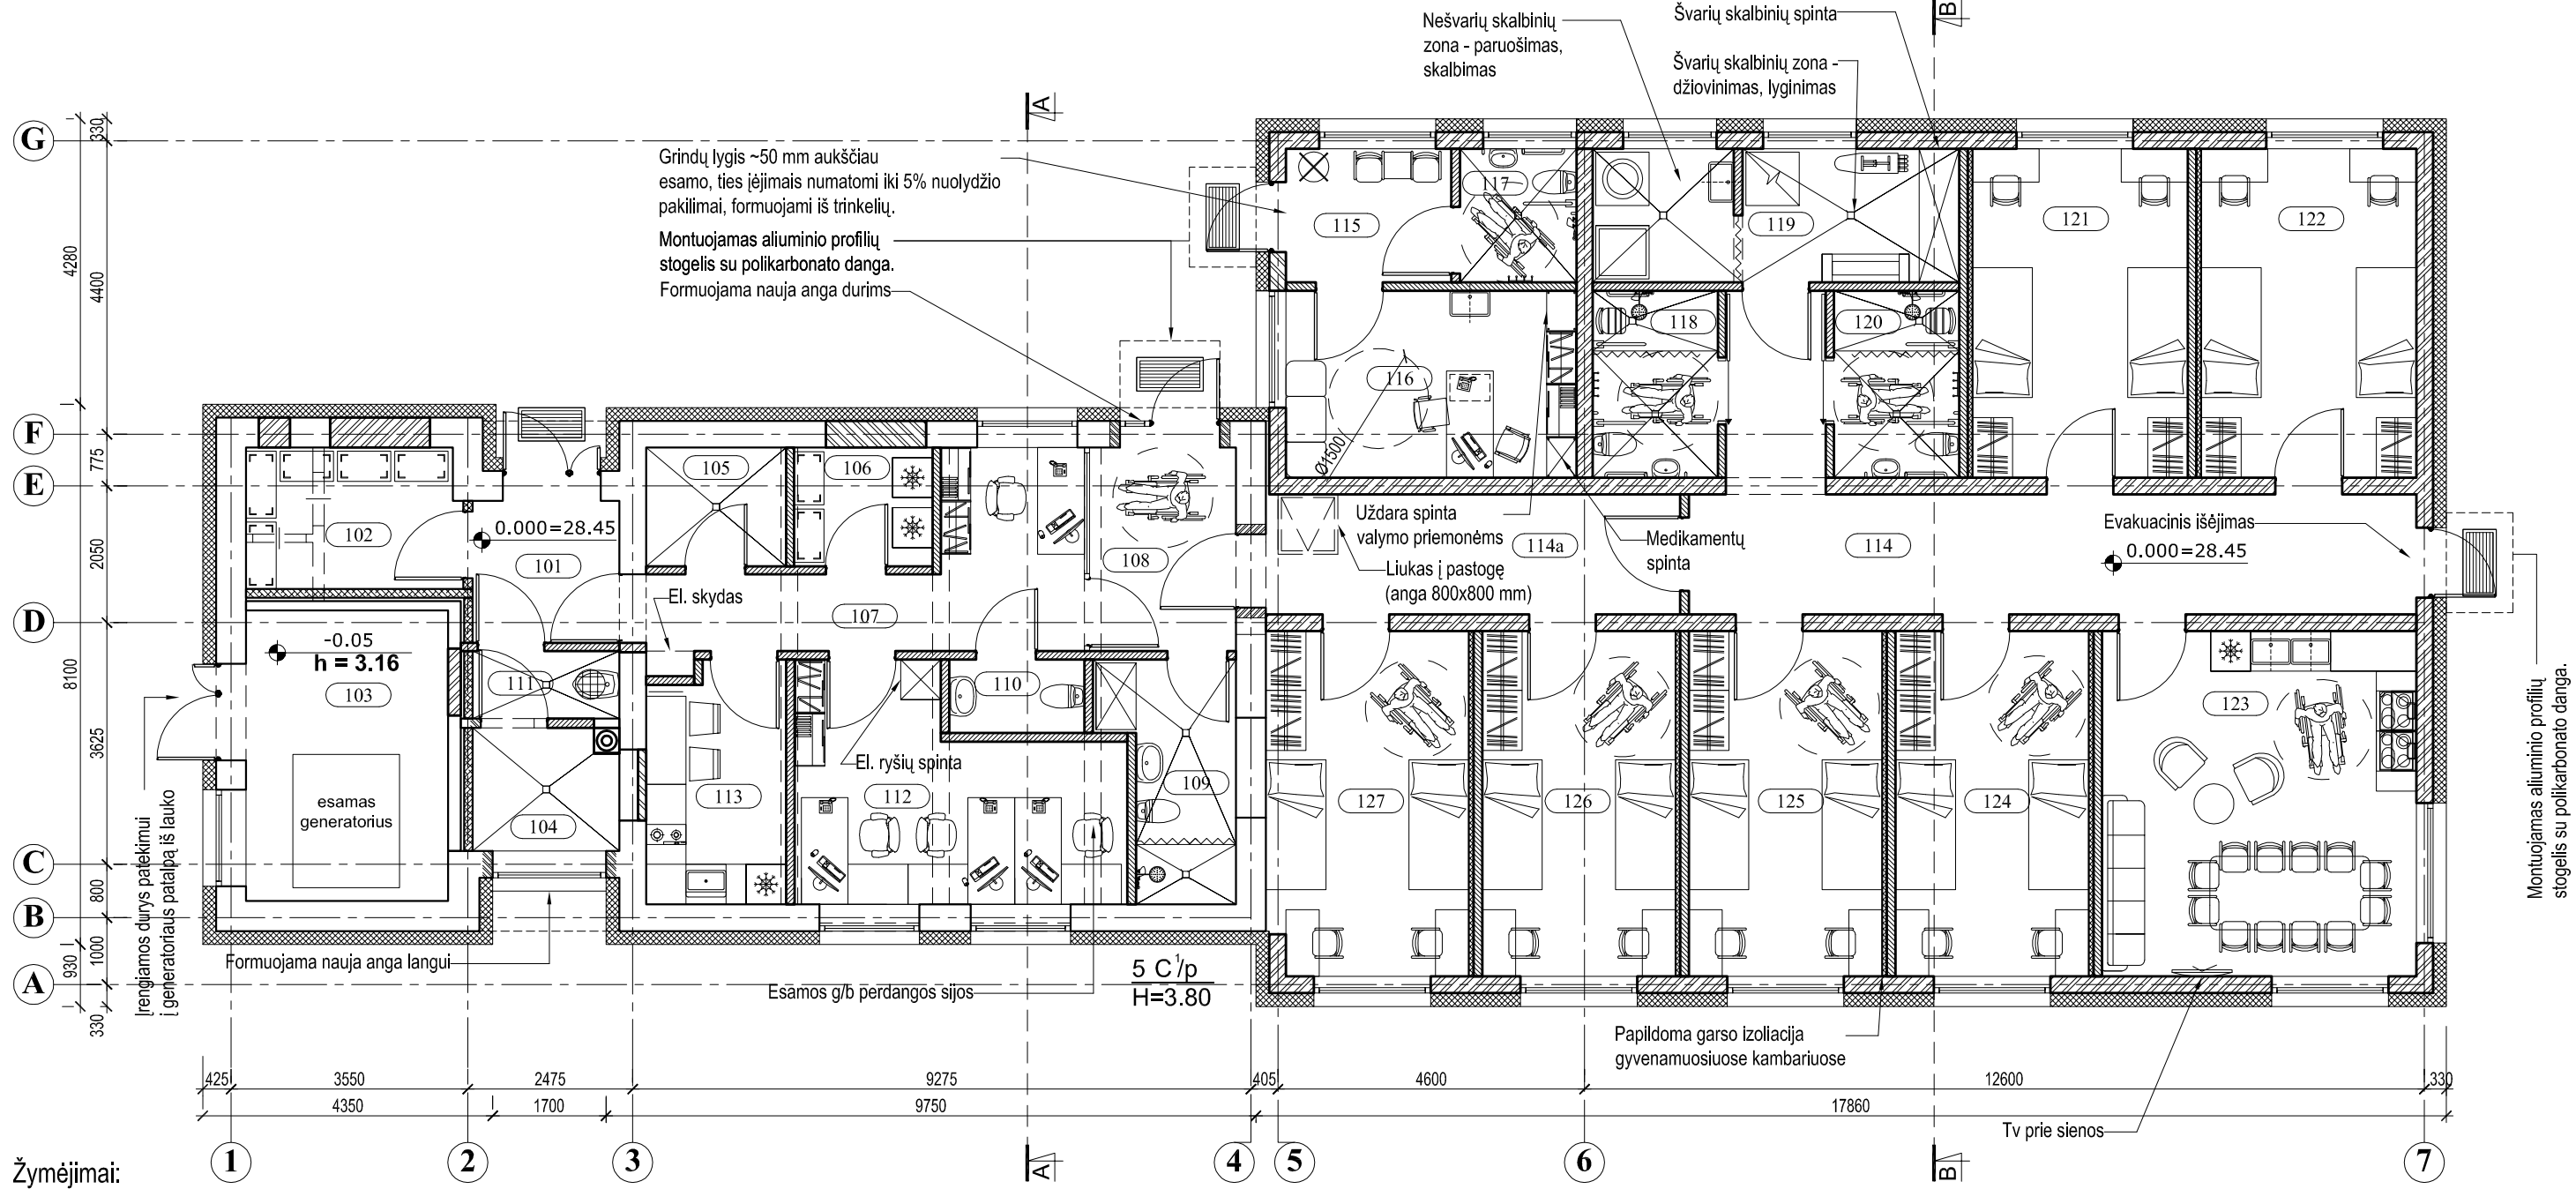 Nešvarių skalbinių
zona - paruošimas,
skalbimas
Švarių skalbinių spinta
Švarių skalbinių zona -
džiovinimas, lyginimas
B
A
G
F
E
D
C
B
A
330
4280
4400
775
2050
8100
3625
800
1000
930
330
Grindų lygis ~50 mm aukščiau
esamo, ties įėjimais numatomi iki 5% nuolydžio
pakilimai, formuojami iš trinkelių.
Montuojamas aliuminio profilių
stogelis su polikarbonato danga.
Formuojama nauja anga durims
115
117
119
121
122
116
118
120
Ø1500
105
106
102
0.000=28.45
101
108
107
El. skydas
Uždara spinta
valymo priemonėms
114a
Medikamentų
spinta
114
Liukas į pastogę
(anga 800x800 mm)
Evakuacinis išėjimas
0.000=28.45
-0.05
h = 3.16
103
111
110
109
El. ryšių spinta
113
112
104
esamas
generatorius
127
126
125
124
123
Įrengiamos durys patekimui
į generatoriaus patalpą iš lauko
Montuojamas aliuminio profilių
stogelis su polikarbonato danga.
Formuojama nauja anga langui
Esamos g/b perdangos sijos
5 C¹/p
H=3.80
Papildoma garso izoliacija
gyvenamuosiuose kambariuose
Tv prie sienos
425
3550
2475
9275
405
4600
12600
330
4350
1700
9750
17860
1
2
3
4
5
6
7
A
B
Žymėjimai: